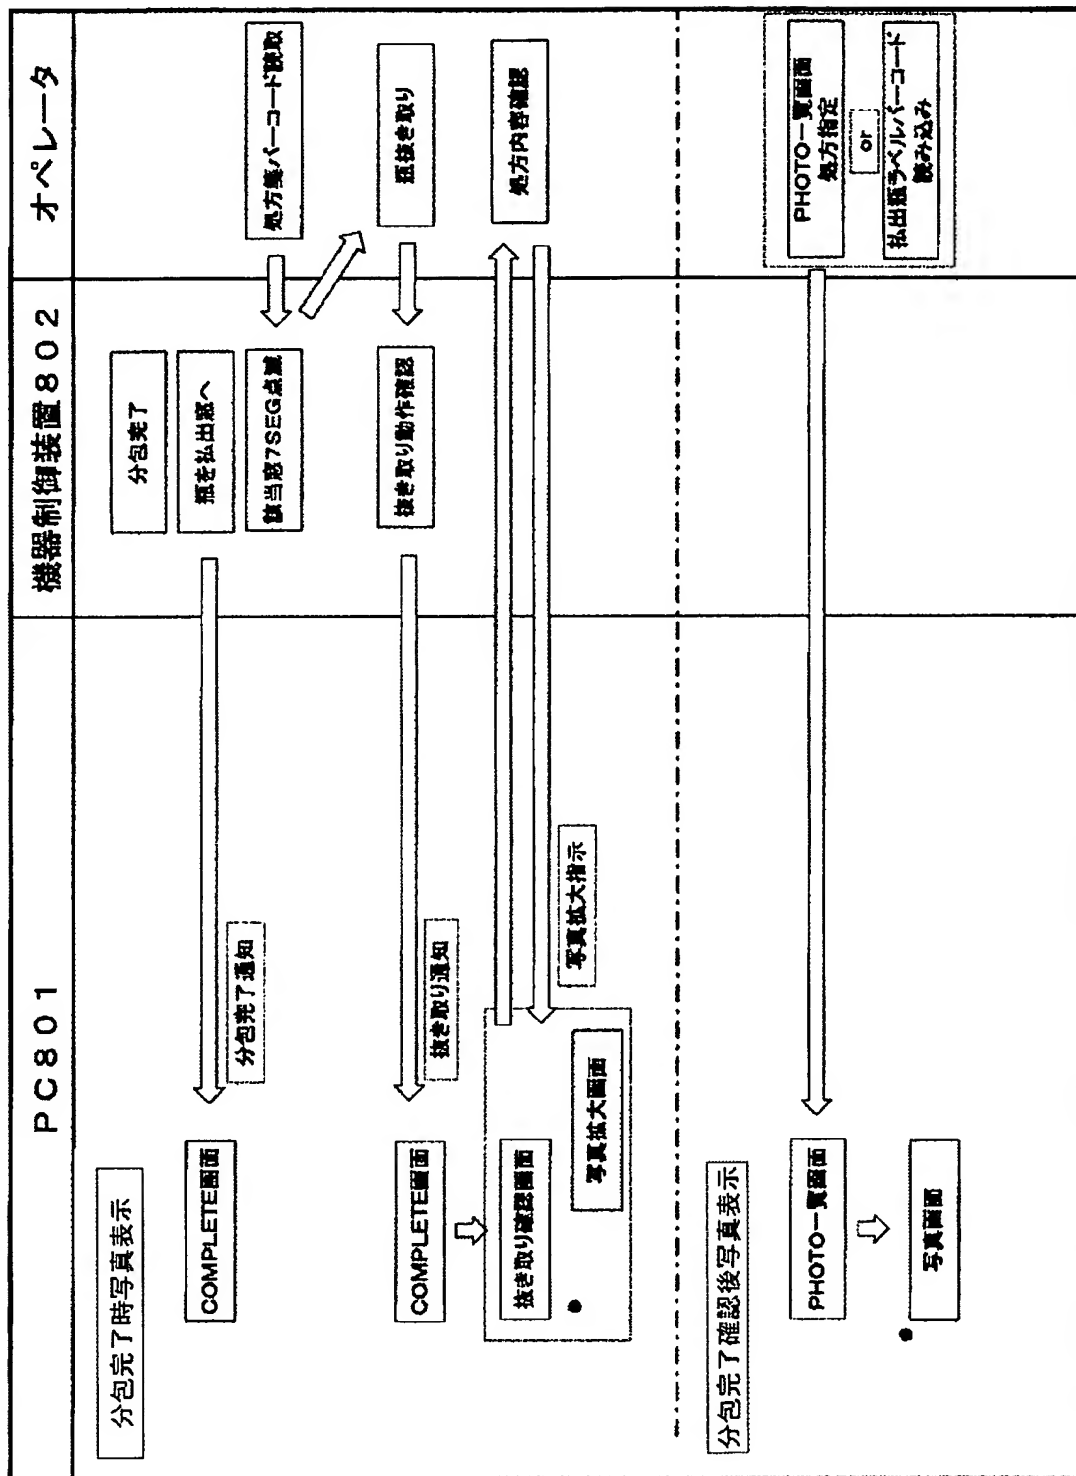 PC801
機器制御装置802
オペレータ
分包完了時写真表示
分包完了
瓶を払出窓へ
COMPLETE画面
分包完了通知
該当窓7SEG点滅
処方箋バーコード読取
瓶抜き取り
抜き取り動作確認
COMPLETE画面
抜き取り通知
抜き取り確認画面
処方内容確認
写真拡大画面
写真拡大指示
分包完了確認後写真表示
PHOTO一覧画面
処方指定
or
払出瓶ラベルバーコード
読み込み
PHOTO一覧画面
写真画面